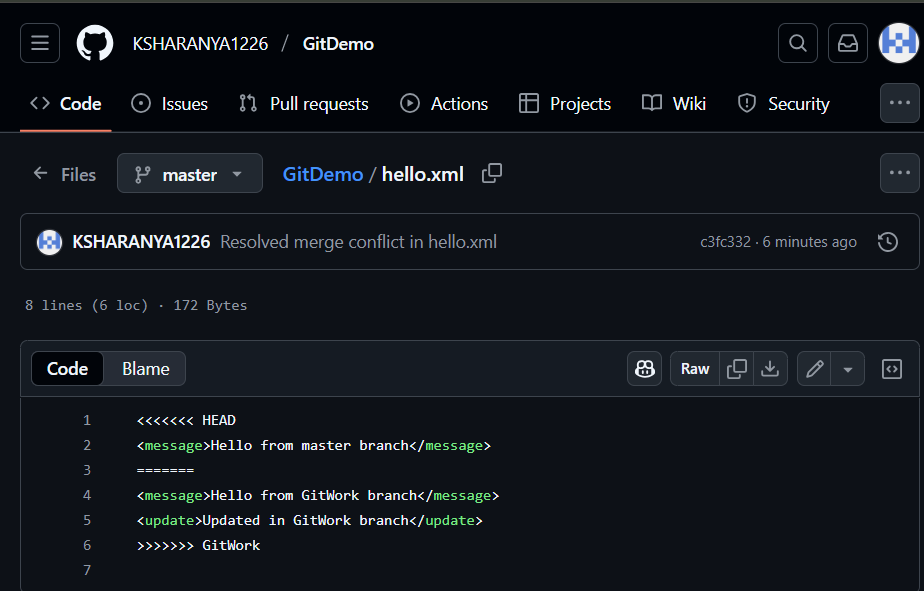 KSHARANYA1226 / GitDemo
Code Issues Pull requests Actions Projects Wiki Security
Files master GitDemo / hello.xml
KSHARANYA1226 Resolved merge conflict in hello.xml c3fc332 · 6 minutes ago
8 lines (6 loc) · 172 Bytes
Code Blame Raw
1 <<<<<<< HEAD
2 <message>Hello from master branch</message>
3 =======
4 <message>Hello from GitWork branch</message>
5 <update>Updated in GitWork branch</update>
6 >>>>>>> GitWork
7